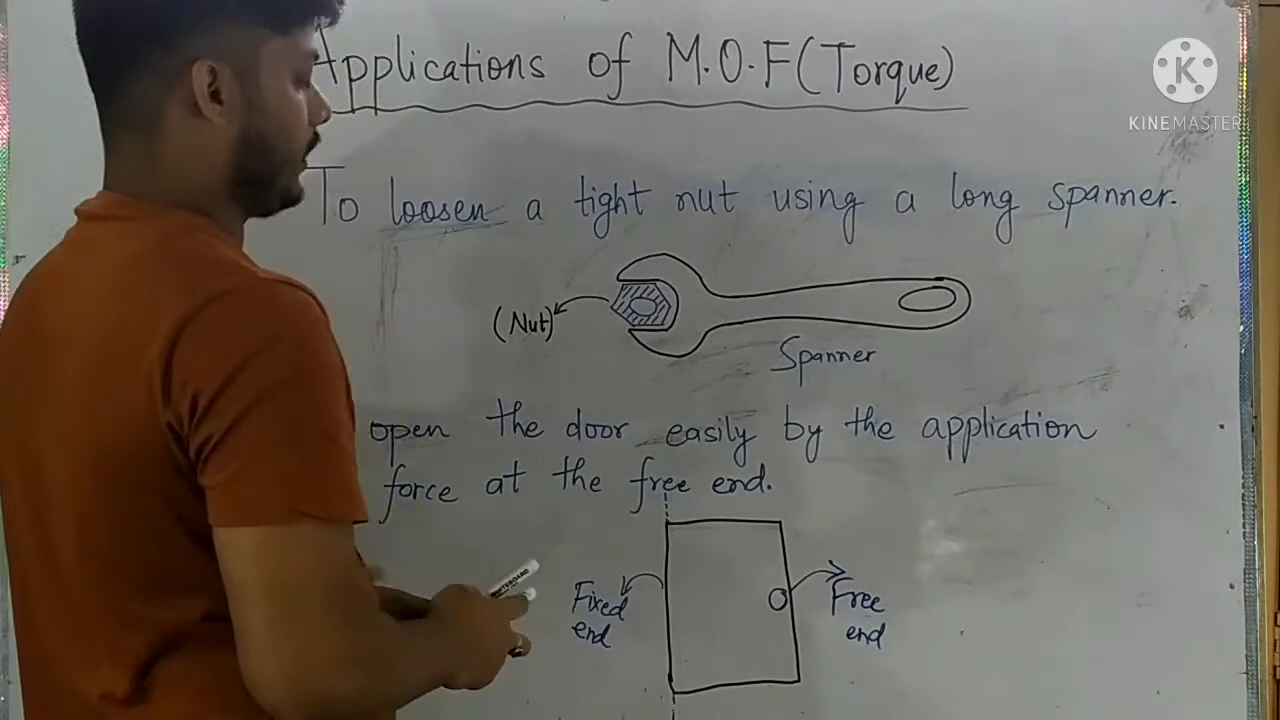 Applications of M.O.F (Torque)
K
KINEMASTER
To loosen a tight nut using a long spanner.
(Nut)
Spanner
open the door easily by the application
force at the free end.
Fixed
end
Free
end
WHITEBOARD